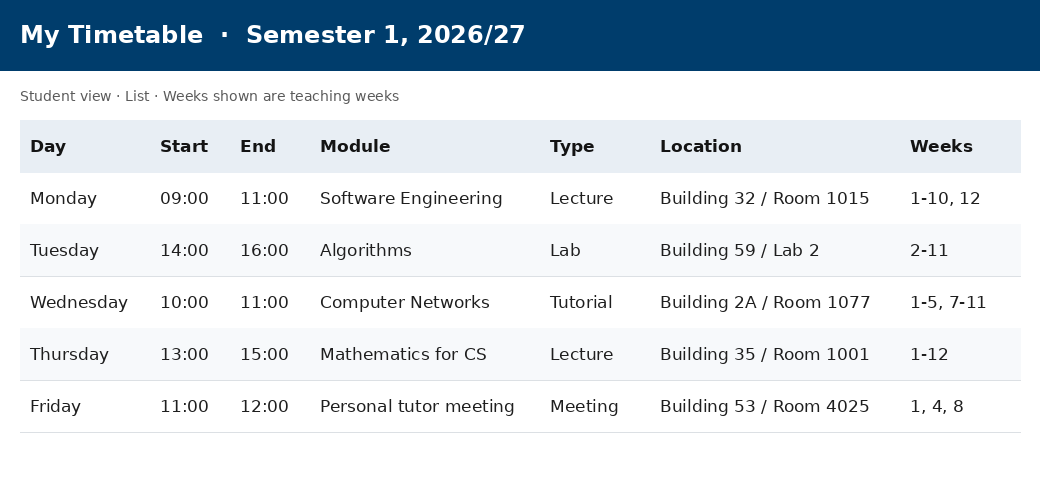 My Timetable · Semester 1, 2026/27
Student view · List · Weeks shown are teaching weeks
Day Start End Module Type Location Weeks
Monday 09:00 11:00 Software Engineering Lecture Building 32 / Room 1015 1-10, 12
Tuesday 14:00 16:00 Algorithms Lab Building 59 / Lab 2 2-11
Wednesday 10:00 11:00 Computer Networks Tutorial Building 2A / Room 1077 1-5, 7-11
Thursday 13:00 15:00 Mathematics for CS Lecture Building 35 / Room 1001 1-12
Friday 11:00 12:00 Personal tutor meeting Meeting Building 53 / Room 4025 1, 4, 8